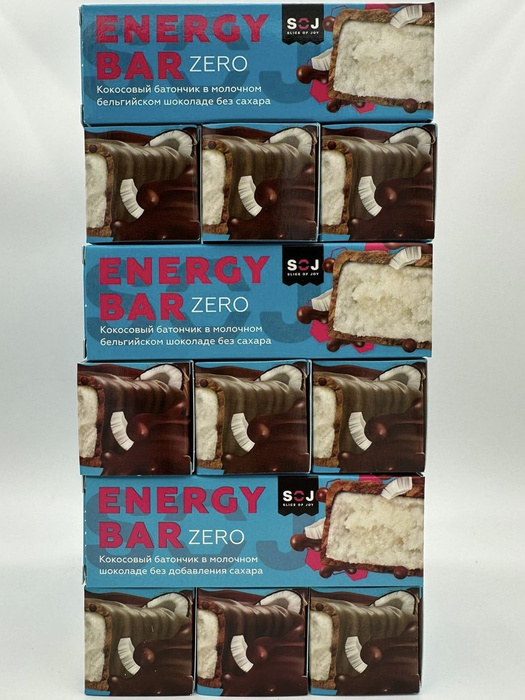 ENERGY
BAR ZERO
SOJ
SLICE OF JOY
Кокосовый батончик в молочном
бельгийском шоколаде без сахара
ENERGY
BAR ZERO
SOJ
SLICE OF JOY
Кокосовый батончик в молочном
бельгийском шоколаде без сахара
ENERGY
BAR ZERO
SOJ
SLICE OF JOY
Кокосовый батончик в молочном
шоколаде без добавления сахара